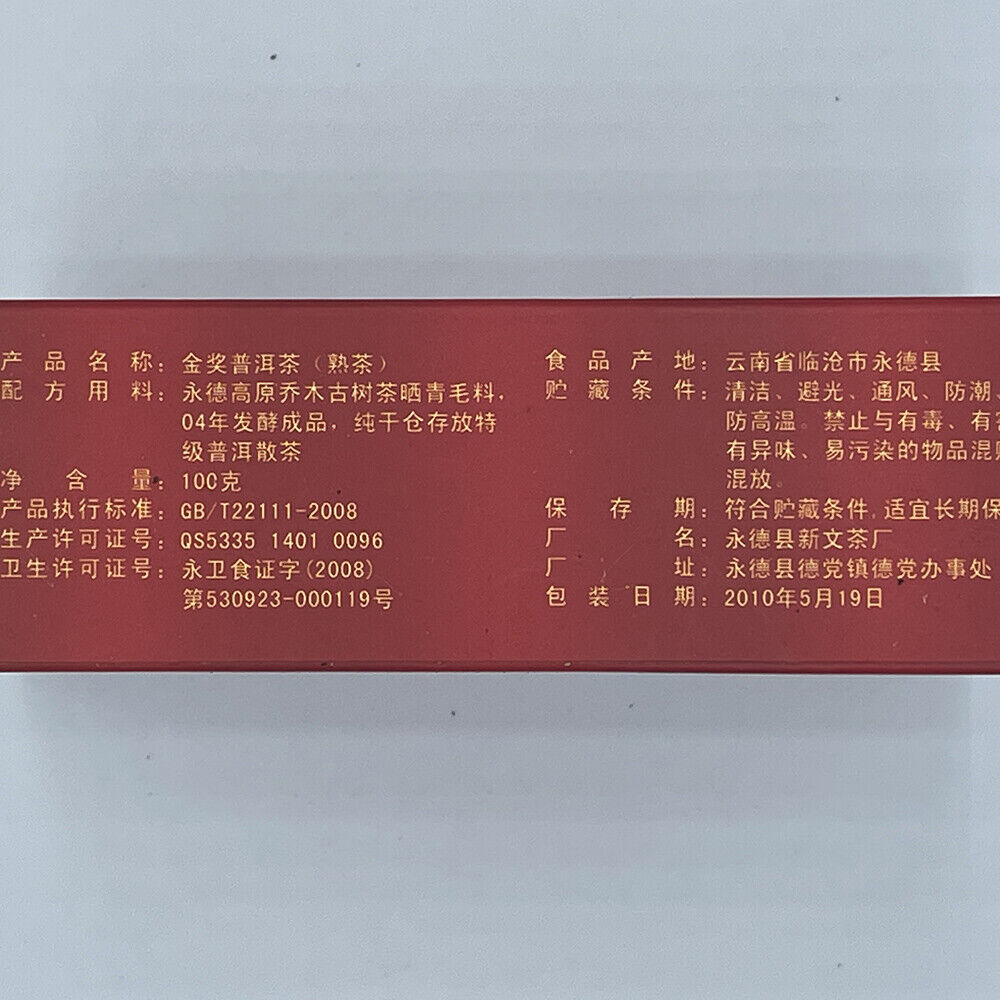 产品名称：金奖普洱茶（熟茶）
配方用料：永德高原乔木古树茶晒青毛料，
04年发酵成品，纯干仓存放特
级普洱散茶
净含量：100克
产品执行标准：GB/T22111-2008
生产许可证号：QS5335 1401 0096
卫生许可证号：永卫食证字(2008)
第530923-000119号
食品产地：云南省临沧市永德县
贮藏条件：清洁、避光、通风、防潮、
防高温。禁止与有毒、有
有异味、易污染的物品混
混放。
保存期：符合贮藏条件,适宜长期保
厂名：永德县新文茶厂
厂址：永德县德党镇德党办事处
包装日期：2010年5月19日